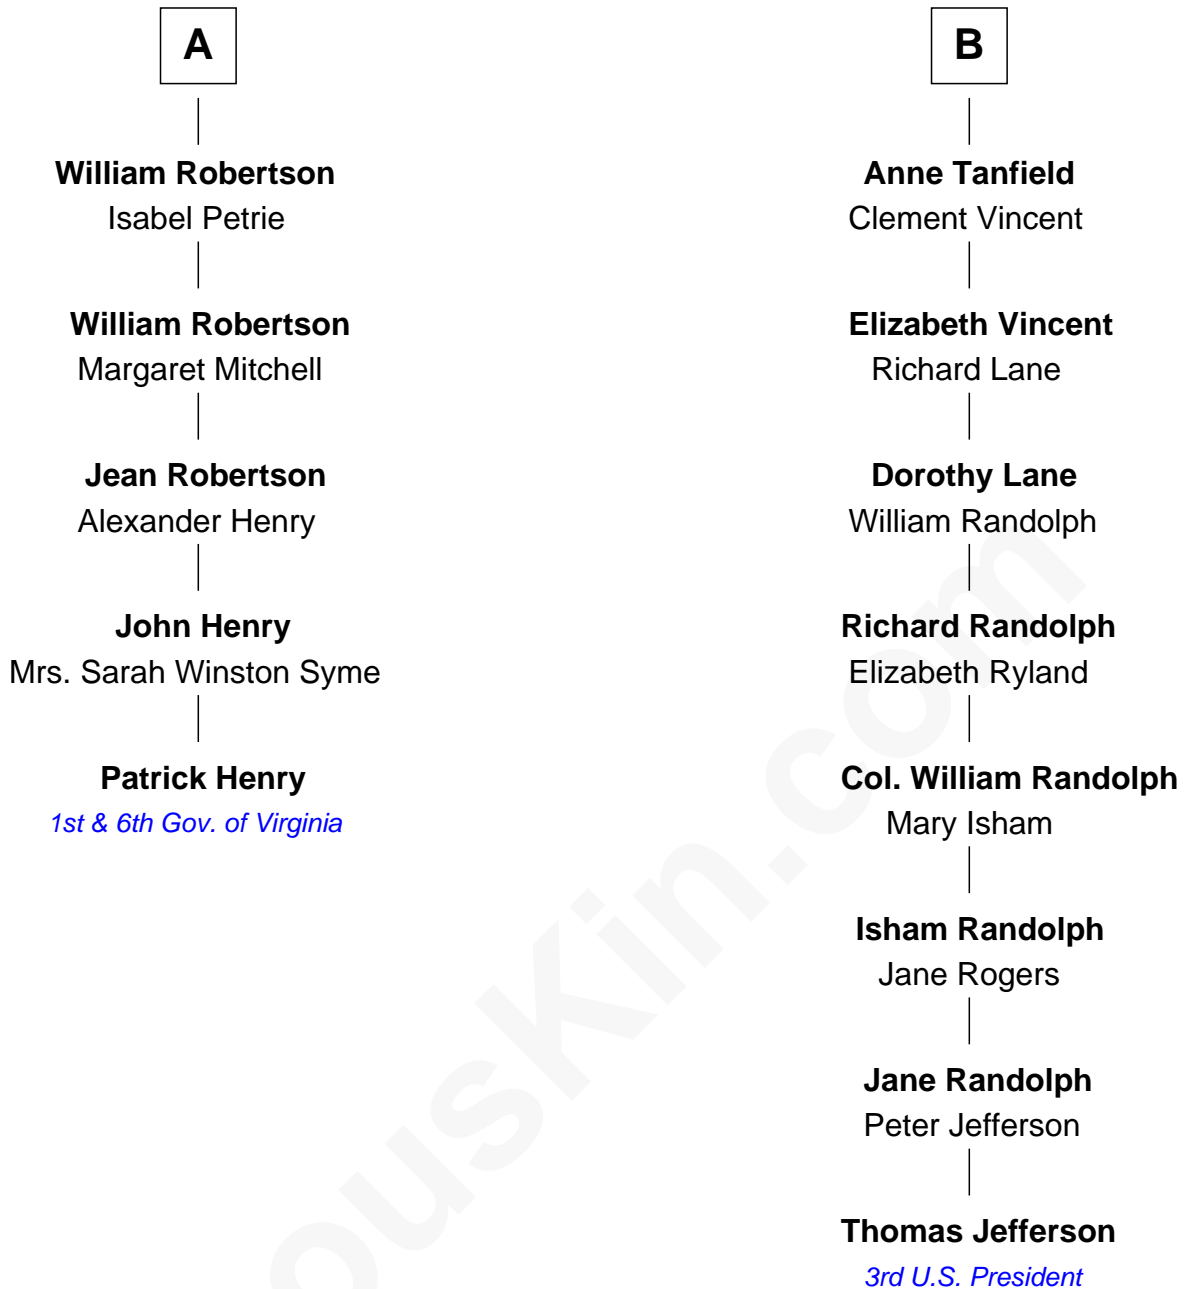 A
William Robertson
Isabel Petrie
William Robertson
Margaret Mitchell
Jean Robertson
Alexander Henry
John Henry
Mrs. Sarah Winston Syme
Patrick Henry
1st & 6th Gov. of Virginia
B
Anne Tanfield
Clement Vincent
Elizabeth Vincent
Richard Lane
Dorothy Lane
William Randolph
Richard Randolph
Elizabeth Ryland
Col. William Randolph
Mary Isham
Isham Randolph
Jane Rogers
Jane Randolph
Peter Jefferson
Thomas Jefferson
3rd U.S. President
ousKin.com